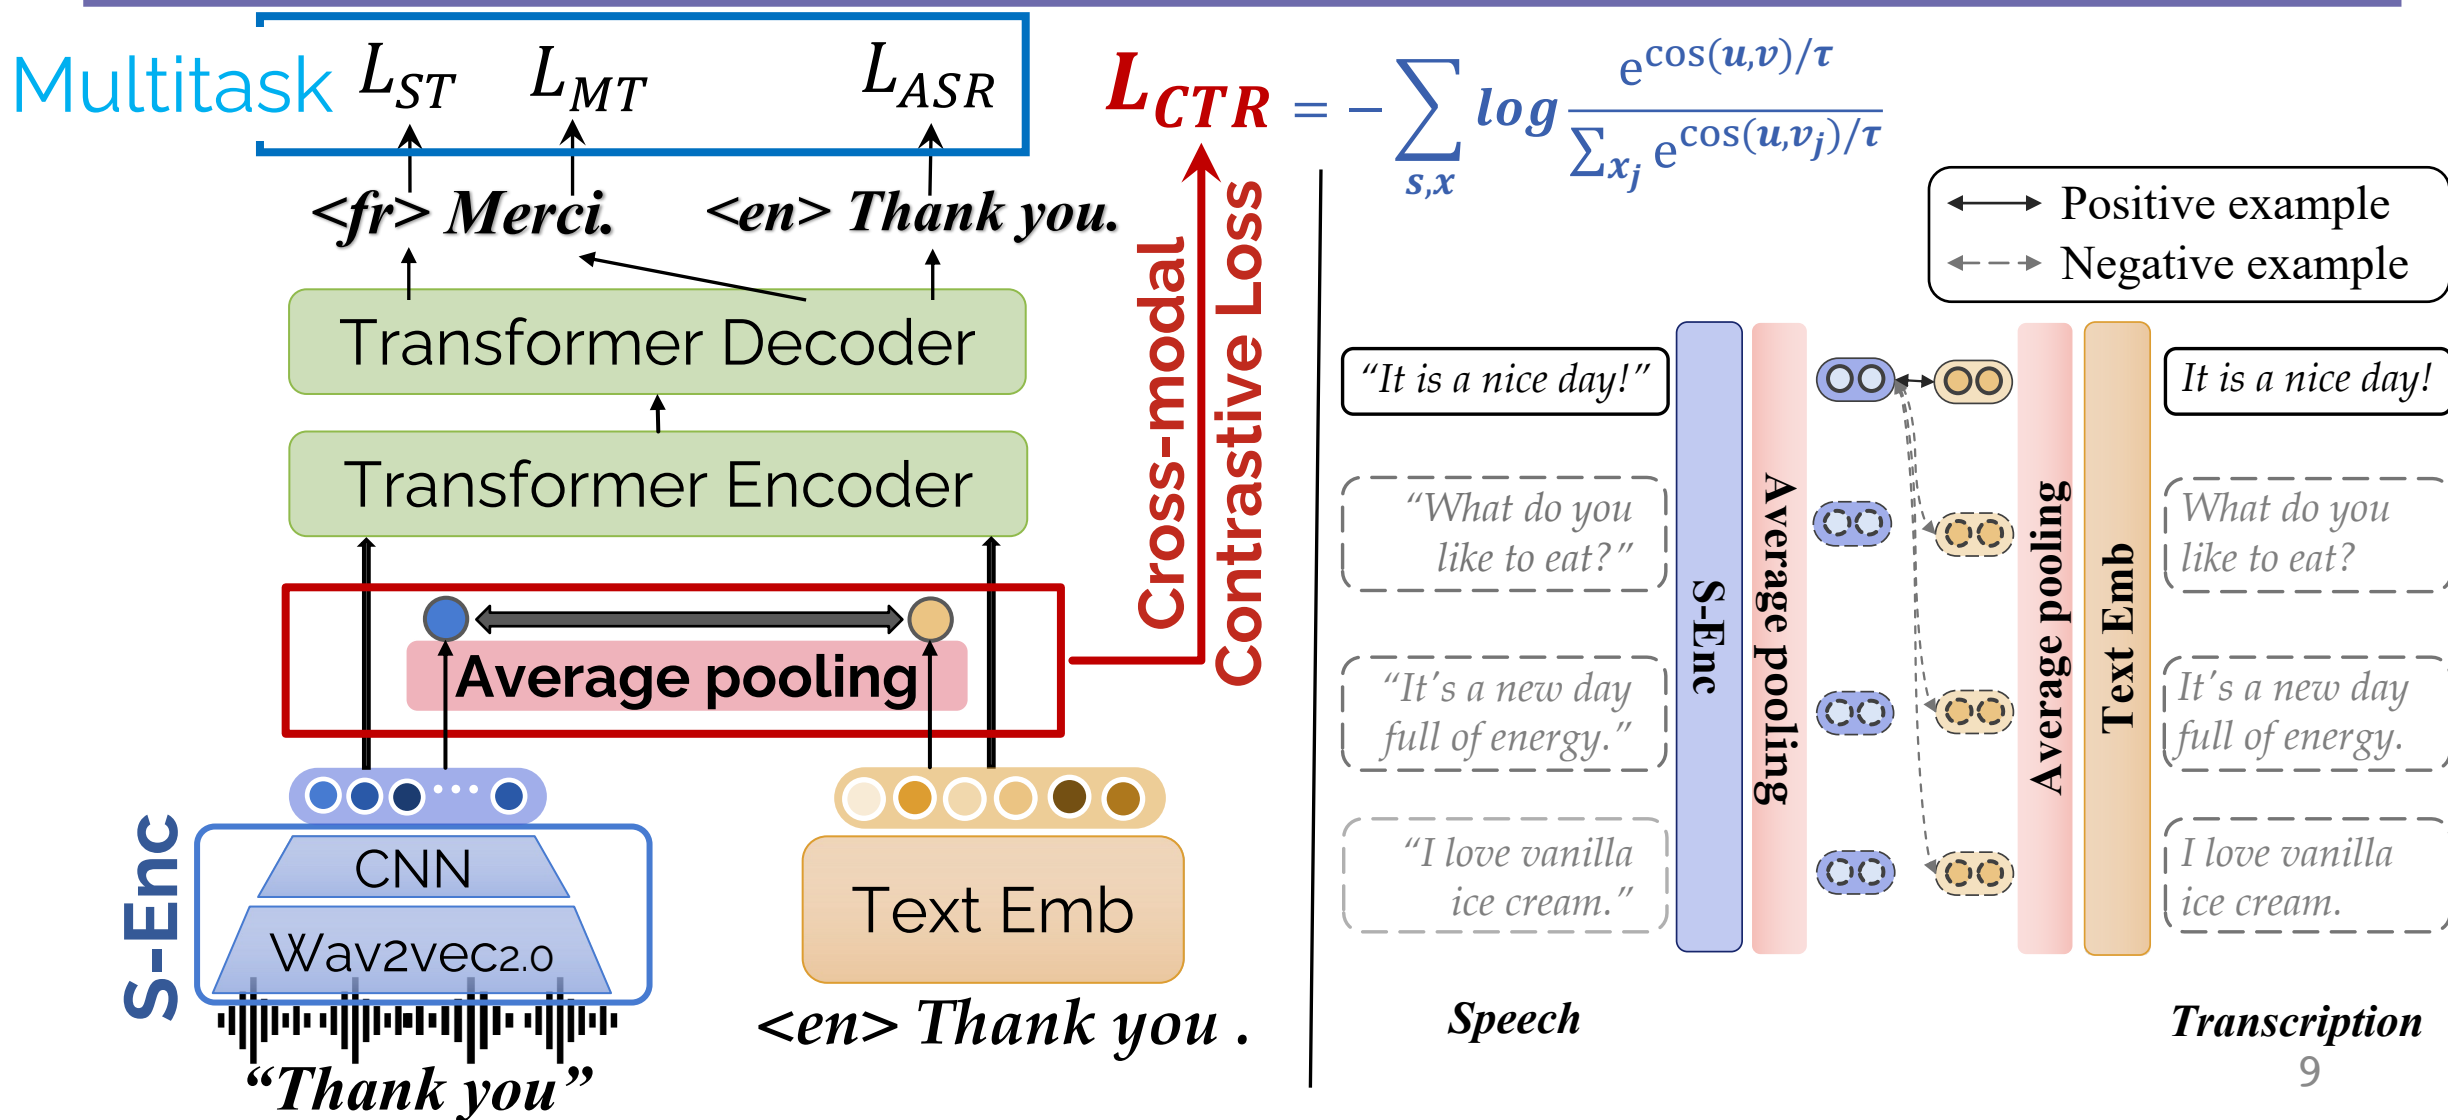 Multitask
L_ST L_MT L_ASR
L_CTR = − ∑_{s,x} log e^{cos(u,v)/τ} / ∑_{x_j} e^{cos(u,v_j)/τ}
<fr> Merci.
<en> Thank you.
Transformer Decoder
Transformer Encoder
Average pooling
Cross-modal
Contrastive Loss
S-Enc
CNN
Wav2vec2.0
“Thank you”
Text Emb
<en> Thank you .
Positive example
Negative example
“It is a nice day!”
“What do you
like to eat?”
“It's a new day
full of energy.”
“I love vanilla
ice cream.”
S-Enc
Average pooling
Average pooling
Text Emb
It is a nice day!
What do you
like to eat?
It's a new day
full of energy.
I love vanilla
ice cream.
Speech
Transcription
9